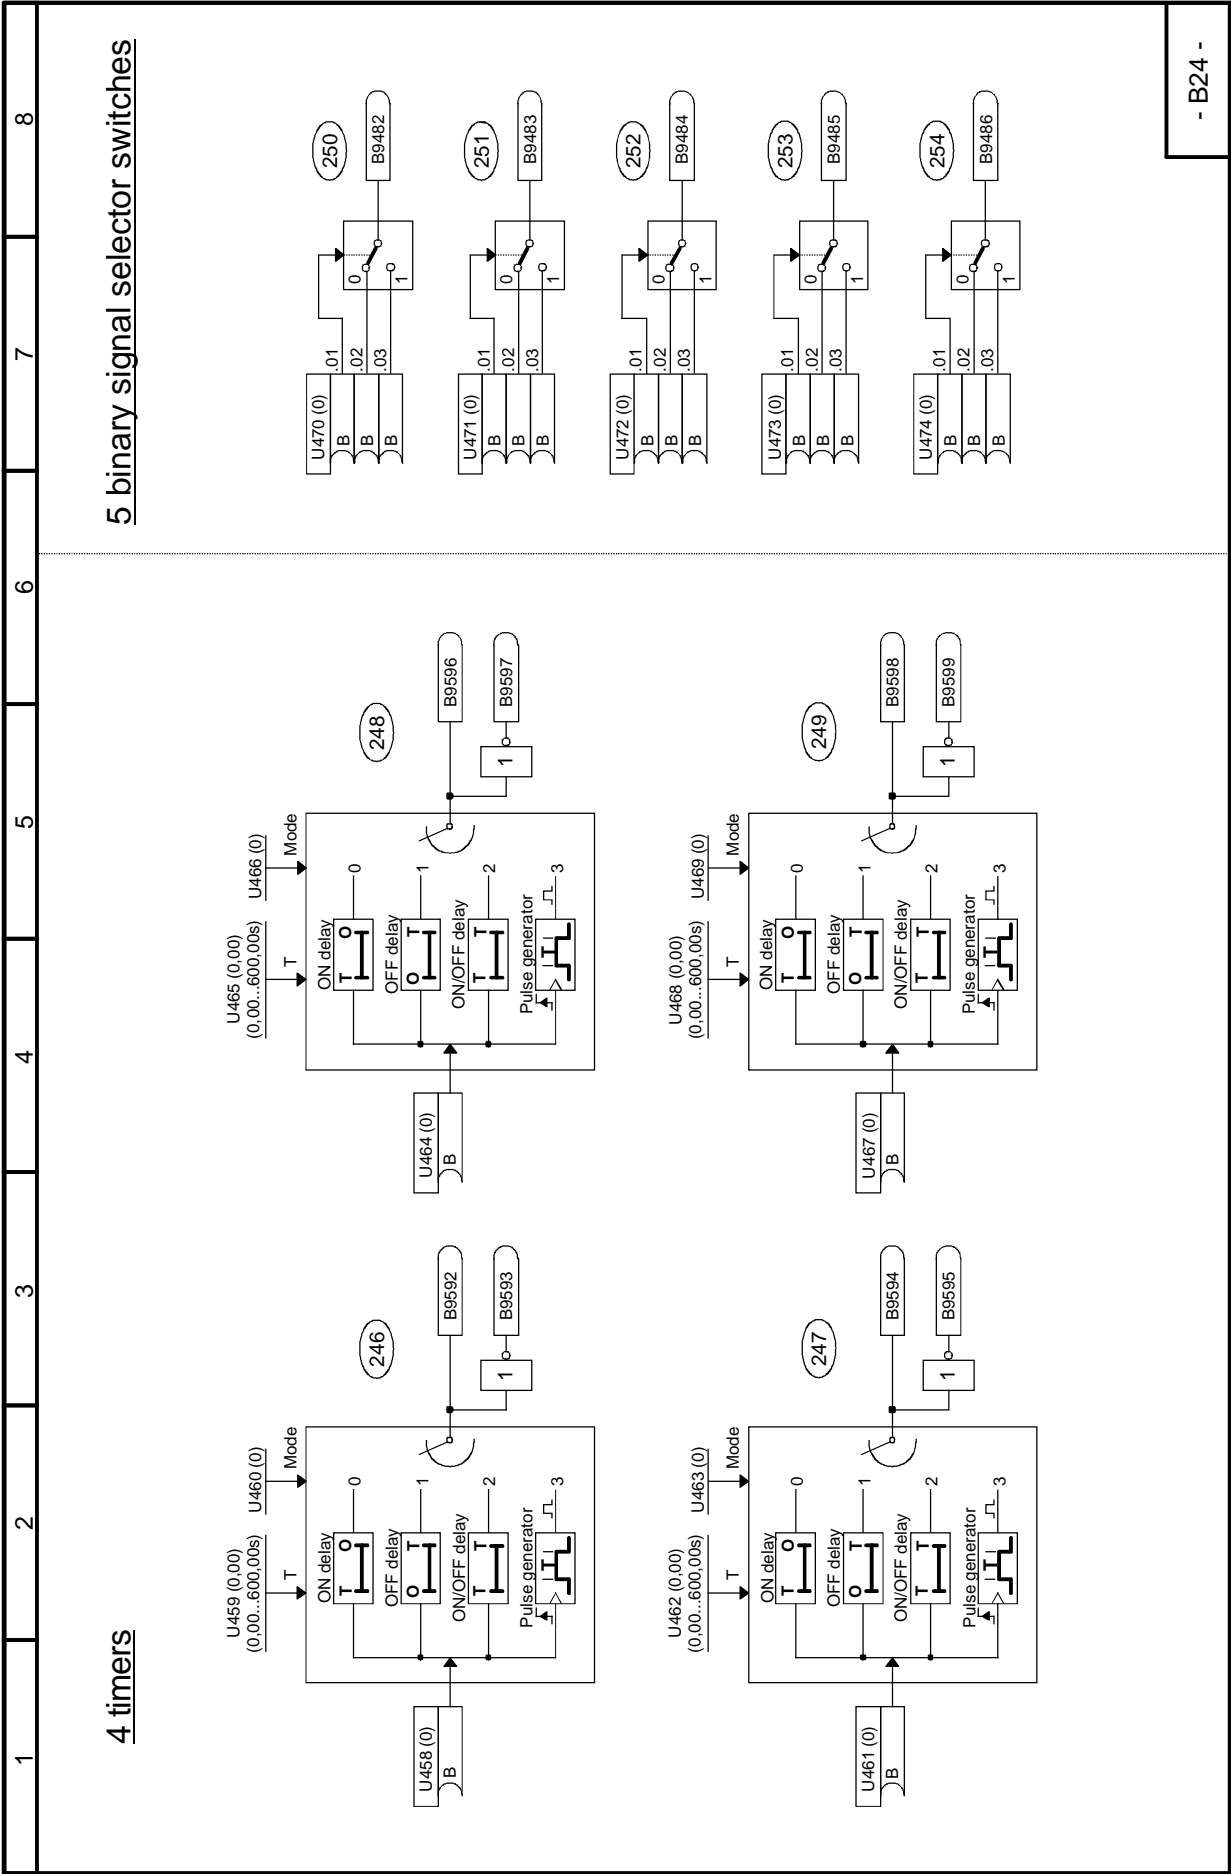 1 2 3 4 5 6 7 8
4 timers
U459 (0,00)
(0,00...600,00s)
U460 (0)
T
Mode
246
ON delay
T O
0
OFF delay
O T
1
ON/OFF delay
T T
2
Pulse generator
T
3
U458 (0)
B
B9592
1
B9593
U465 (0,00)
(0,00...600,00s)
U466 (0)
T
Mode
248
ON delay
T O
0
OFF delay
O T
1
ON/OFF delay
T T
2
Pulse generator
T
3
U464 (0)
B
B9596
1
B9597
U462 (0,00)
(0,00...600,00s)
U463 (0)
T
Mode
247
ON delay
T O
0
OFF delay
O T
1
ON/OFF delay
T T
2
Pulse generator
T
3
U461 (0)
B
B9594
1
B9595
U468 (0,00)
(0,00...600,00s)
U469 (0)
T
Mode
249
ON delay
T O
0
OFF delay
O T
1
ON/OFF delay
T T
2
Pulse generator
T
3
U467 (0)
B
B9598
1
B9599
5 binary signal selector switches
250
U470 (0)
B .01
B .02 0
B .03 1
B9482
251
U471 (0)
B .01
B .02 0
B .03 1
B9483
252
U472 (0)
B .01
B .02 0
B .03 1
B9484
253
U473 (0)
B .01
B .02 0
B .03 1
B9485
254
U474 (0)
B .01
B .02 0
B .03 1
B9486
- B24 -